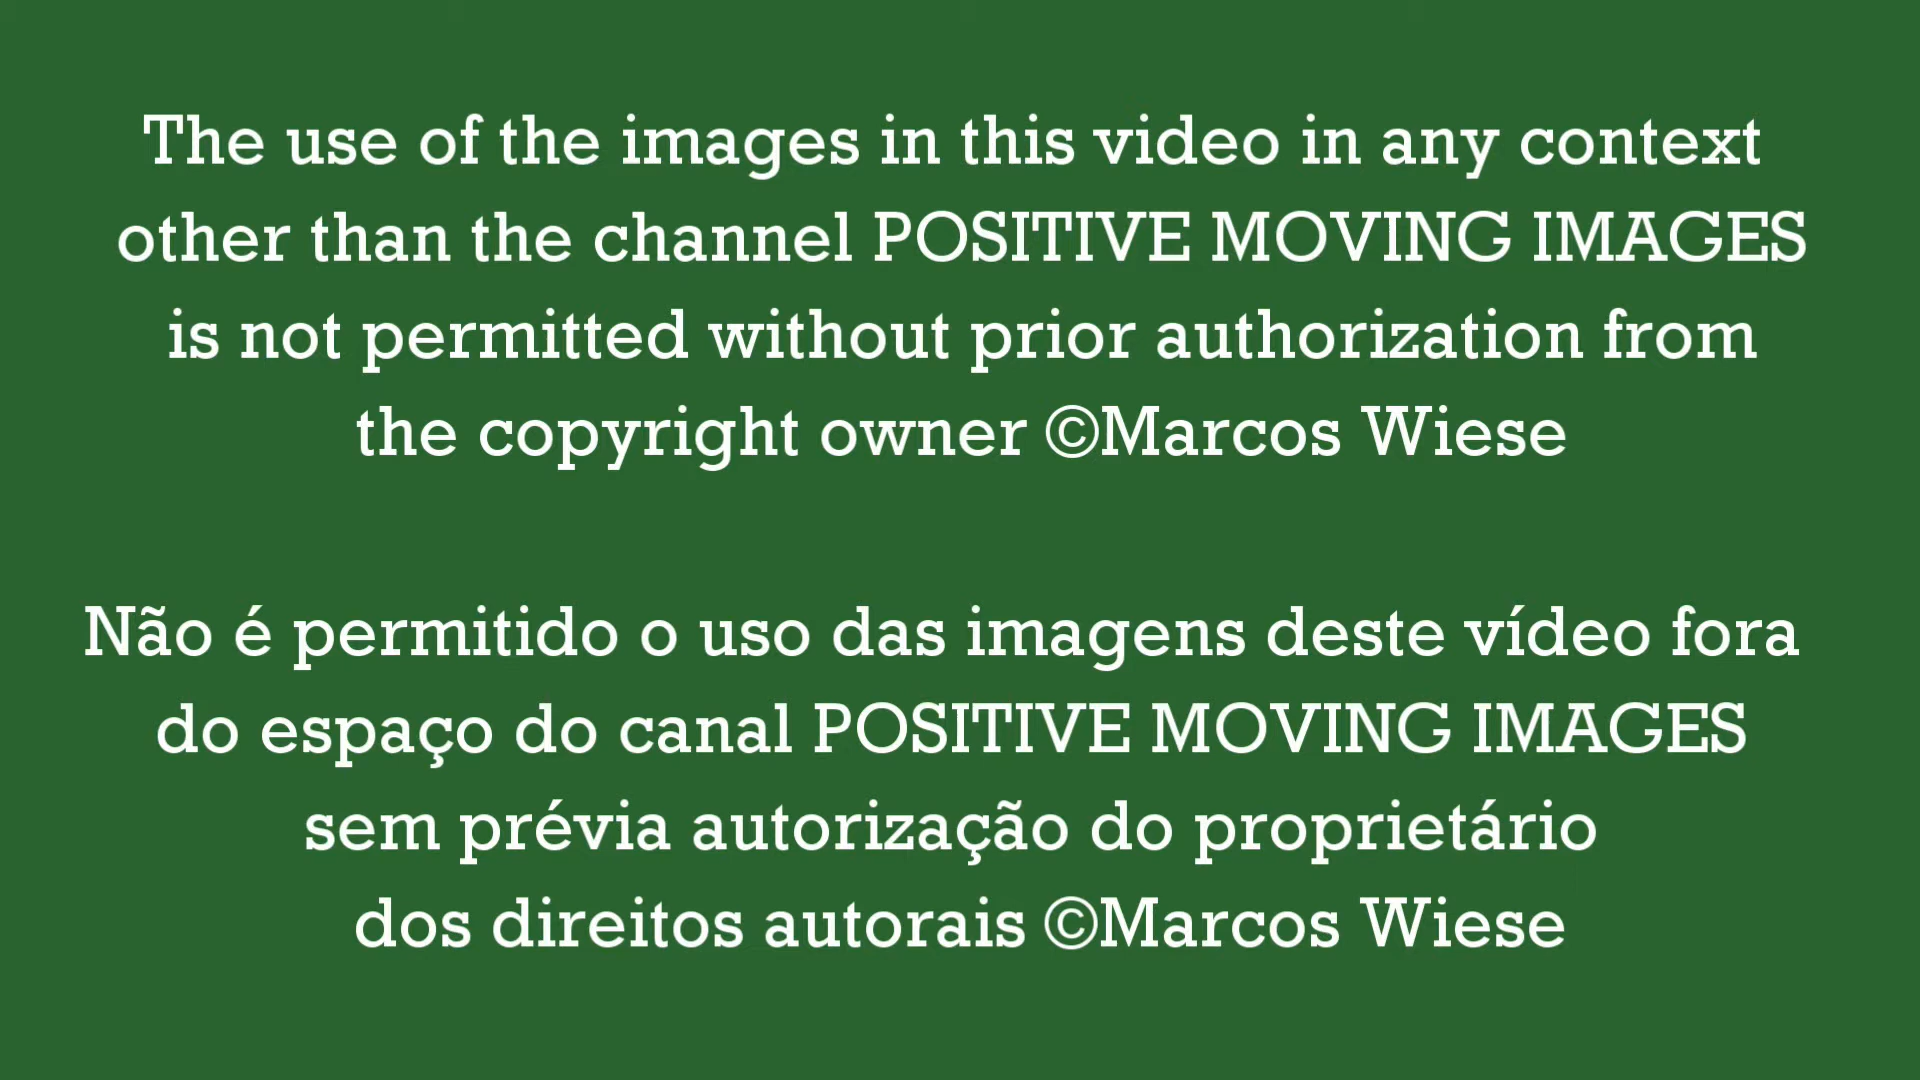 The use of the images in this video in any context
other than the channel POSITIVE MOVING IMAGES
is not permitted without prior authorization from
the copyright owner ©Marcos Wiese
Não é permitido o uso das imagens deste vídeo fora
do espaço do canal POSITIVE MOVING IMAGES
sem prévia autorização do proprietário
dos direitos autorais ©Marcos Wiese